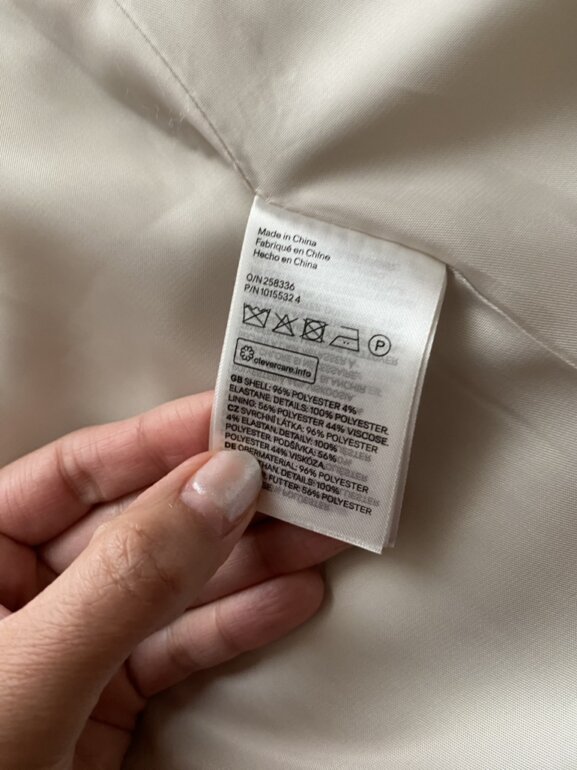 Made in China
Fabriqué en Chine
Hecho en China
O/N 258336
P/N 1015532 4
P
clevercare.info
GB SHELL: 96% POLYESTER 4%
ELASTANE. DETAILS: 100% POLYESTER.
LINING: 56% POLYESTER 44% VISCOSE.
CZ SVRCHNÍ LÁTKA: 96% POLYESTER
4% ELASTAN. DETAILY: 100%
POLYESTER. PODŠÍVKA: 56%
POLYESTER 44% VISKÓZA.
DE OBERMATERIAL: 96% POLYESTER
DETAILS: 100%
FUTTER: 56% POLYESTER